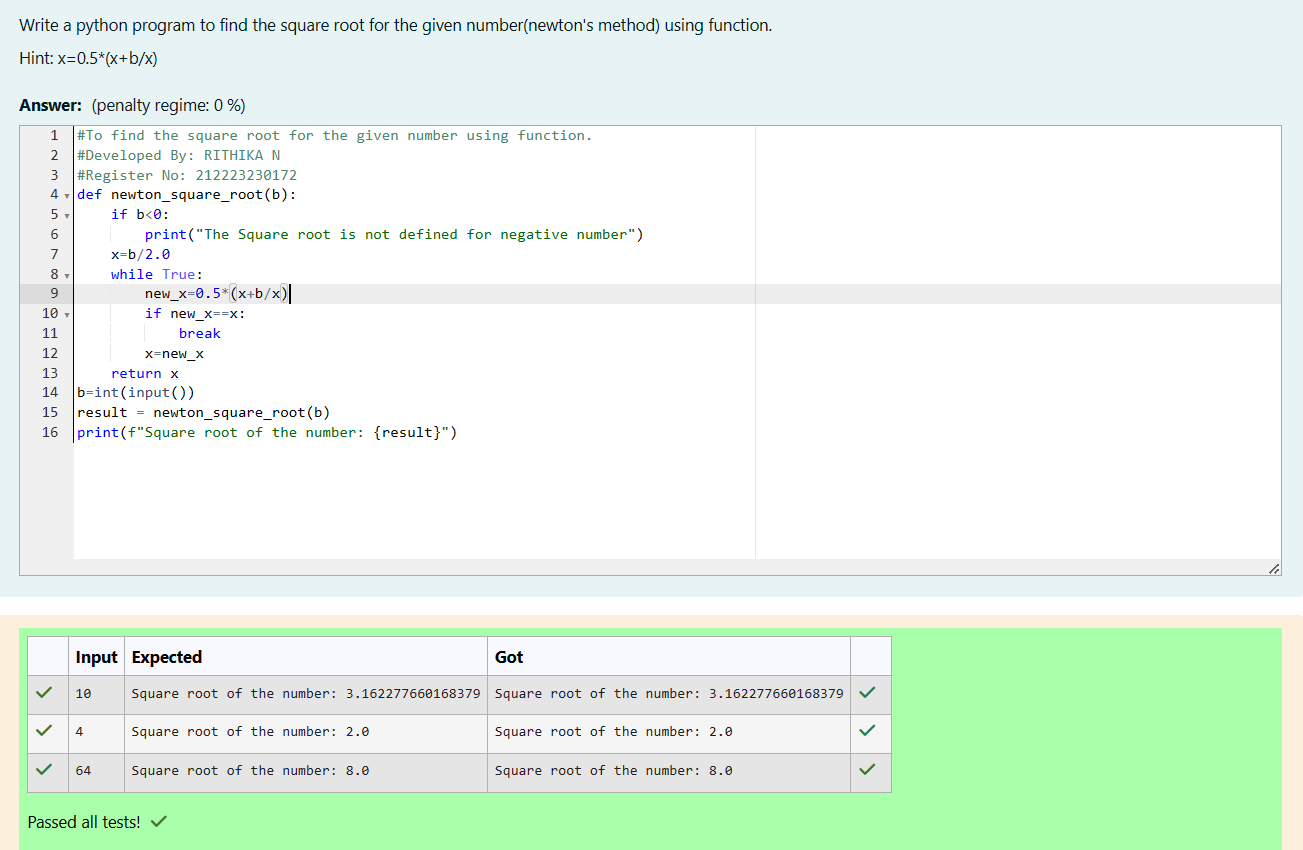 Write a python program to find the square root for the given number(newton's method) using function.
Hint: x=0.5*(x+b/x)
Answer: (penalty regime: 0 %)
1 #To find the square root for the given number using function.
2 #Developed By: RITHIKA N
3 #Register No: 212223230172
4 def newton_square_root(b):
5     if b<0:
6         print("The Square root is not defined for negative number")
7     x=b/2.0
8     while True:
9         new_x=0.5*(x+b/x)
10         if new_x==x:
11             break
12         x=new_x
13     return x
14 b=int(input())
15 result = newton_square_root(b)
16 print(f"Square root of the number: {result}")
Input Expected Got
10 Square root of the number: 3.162277660168379 Square root of the number: 3.162277660168379
4 Square root of the number: 2.0 Square root of the number: 2.0
64 Square root of the number: 8.0 Square root of the number: 8.0
Passed all tests!